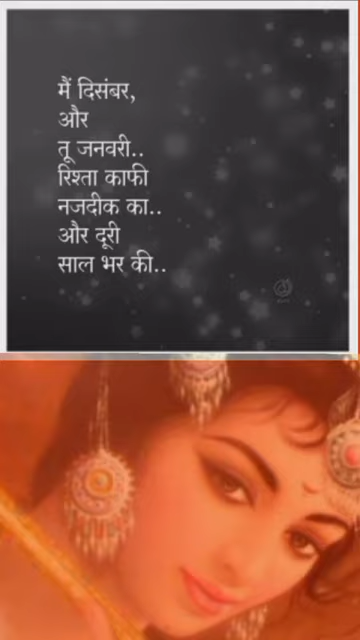 मैं दिसंबर,
और
तू जनवरी..
रिश्ता काफी
नजदीक का..
और दूरी
साल भर की..